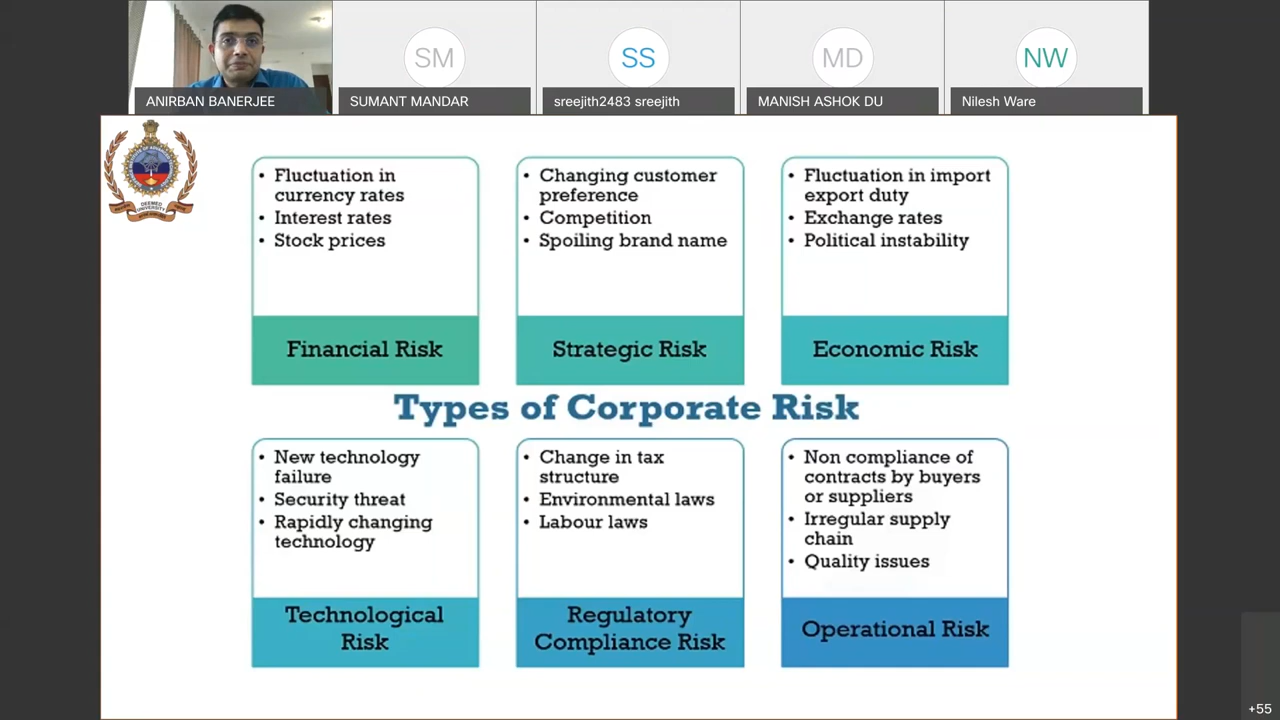 SM
SS
MD
NW
ANIRBAN BANERJEE
SUMANT MANDAR
sreejith2483 sreejith
MANISH ASHOK DU
Nilesh Ware
DEEMED
UNIVERSITY
• Fluctuation in
currency rates
• Interest rates
• Stock prices
Financial Risk
• Changing customer
preference
• Competition
• Spoiling brand name
Strategic Risk
• Fluctuation in import
export duty
• Exchange rates
• Political instability
Economic Risk
Types of Corporate Risk
• New technology
failure
• Security threat
• Rapidly changing
technology
Technological
Risk
• Change in tax
structure
• Environmental laws
• Labour laws
Regulatory
Compliance Risk
• Non compliance of
contracts by buyers
or suppliers
• Irregular supply
chain
• Quality issues
Operational Risk
+55